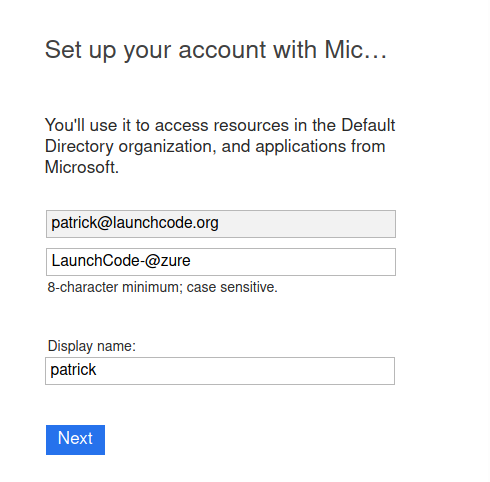 Set up your account with Mic…
You'll use it to access resources in the Default
Directory organization, and applications from
Microsoft.
patrick@launchcode.org
LaunchCode-@zure
8-character minimum; case sensitive.
Display name:
patrick
Next